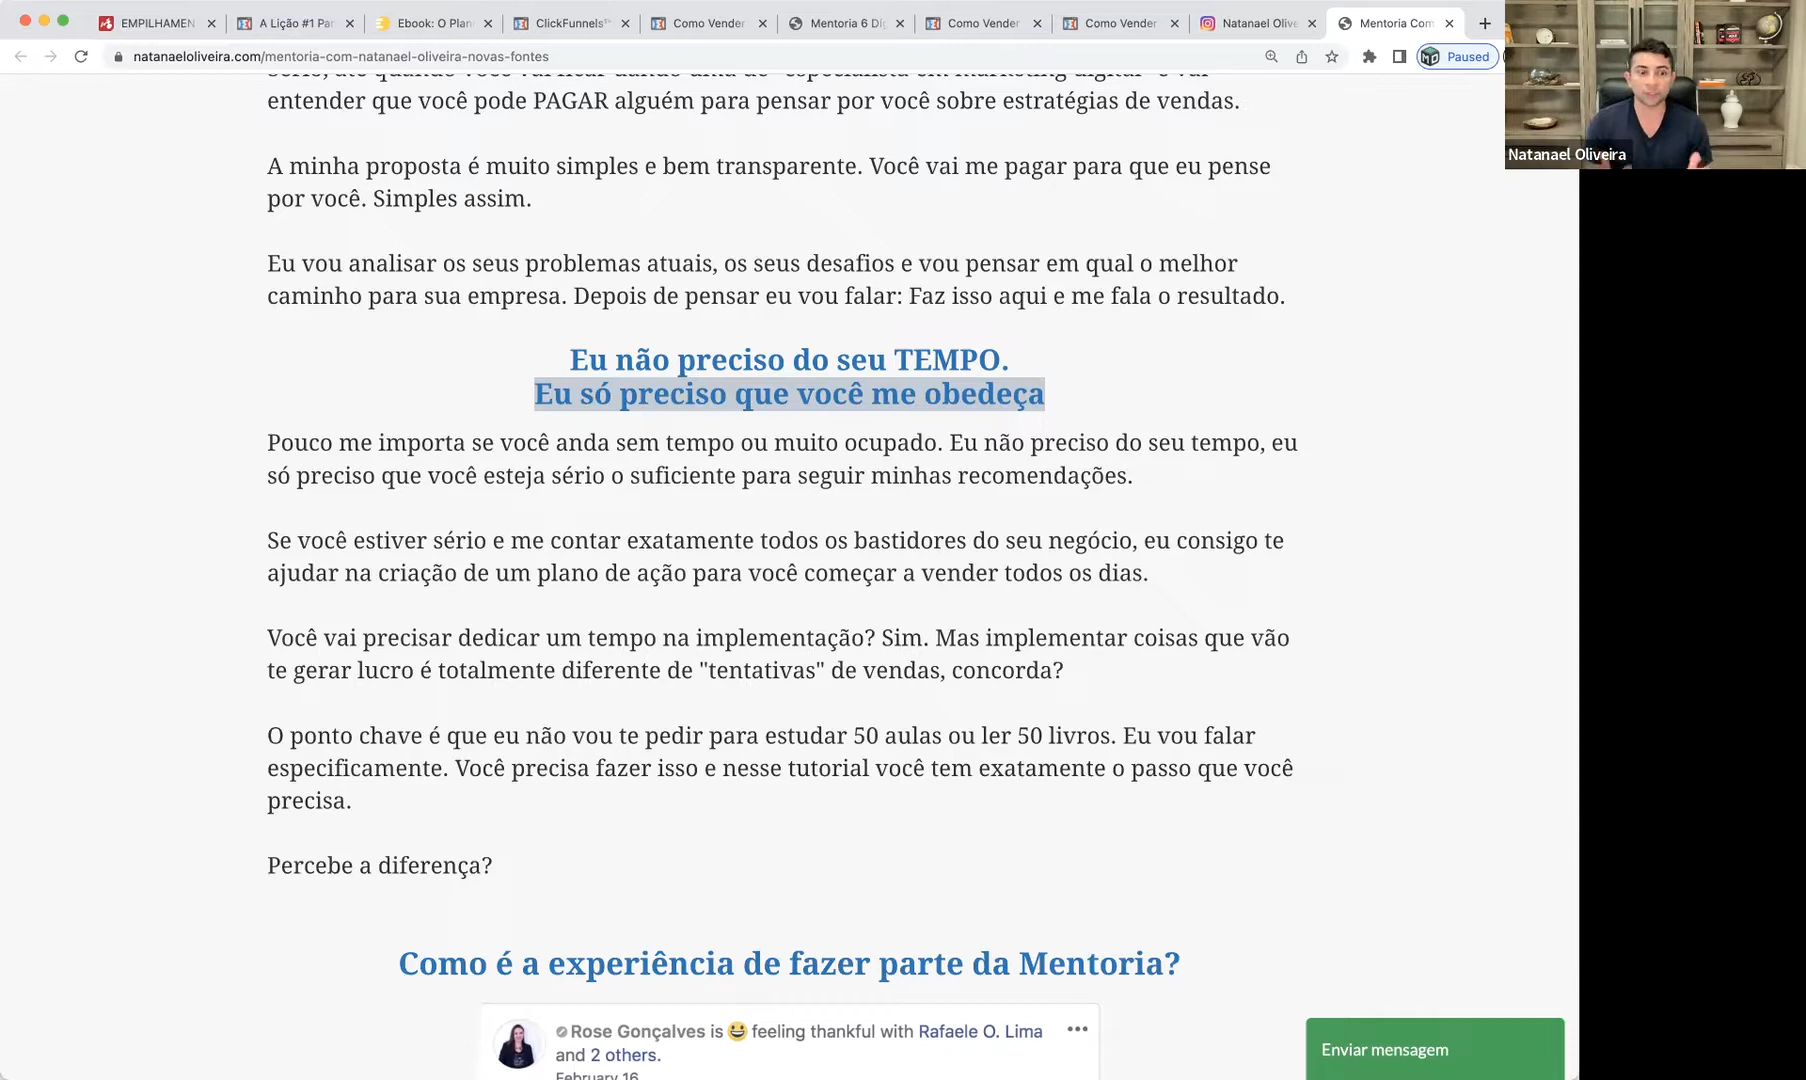 EMPILHAMEN
A Lição #1 Par
Ebook: O Plan
ClickFunnels™
Como Vender
Mentoria 6 Di
Como Vender
Como Vender
Natanael Olive
Mentoria Com
natanaeloliveira.com/mentoria-com-natanael-oliveira-novas-fontes
Paused
Natanael Oliveira
entender que você pode PAGAR alguém para pensar por você sobre estratégias de vendas.
A minha proposta é muito simples e bem transparente. Você vai me pagar para que eu pense
por você. Simples assim.
Eu vou analisar os seus problemas atuais, os seus desafios e vou pensar em qual o melhor
caminho para sua empresa. Depois de pensar eu vou falar: Faz isso aqui e me fala o resultado.
Eu não preciso do seu TEMPO.
Eu só preciso que você me obedeça
Pouco me importa se você anda sem tempo ou muito ocupado. Eu não preciso do seu tempo, eu
só preciso que você esteja sério o suficiente para seguir minhas recomendações.
Se você estiver sério e me contar exatamente todos os bastidores do seu negócio, eu consigo te
ajudar na criação de um plano de ação para você começar a vender todos os dias.
Você vai precisar dedicar um tempo na implementação? Sim. Mas implementar coisas que vão
te gerar lucro é totalmente diferente de "tentativas" de vendas, concorda?
O ponto chave é que eu não vou te pedir para estudar 50 aulas ou ler 50 livros. Eu vou falar
especificamente. Você precisa fazer isso e nesse tutorial você tem exatamente o passo que você
precisa.
Percebe a diferença?
Como é a experiência de fazer parte da Mentoria?
Rose Gonçalves is feeling thankful with Rafaele O. Lima
and 2 others.
February 16
Enviar mensagem